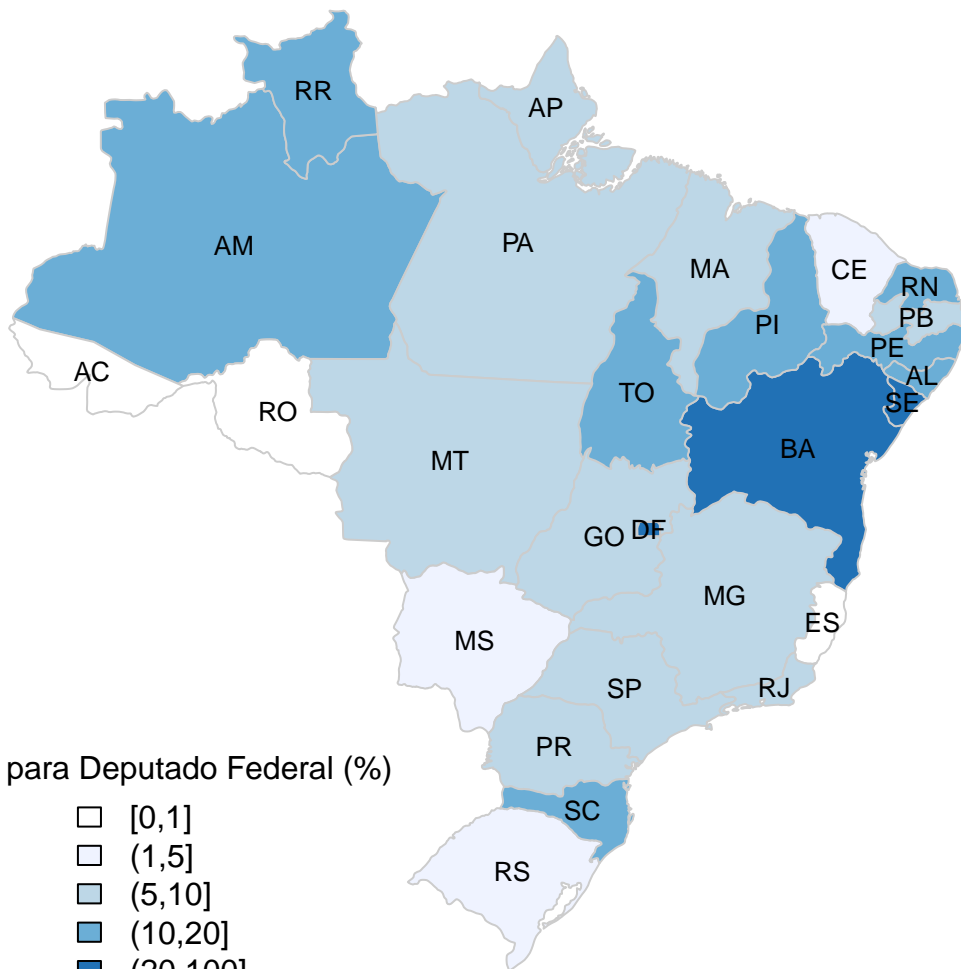 RR
AP
AM
PA
MA
CE
RN
PB
PI
PE
AL
SE
AC
TO
RO
BA
MT
GO
DF
MG
ES
MS
SP
RJ
PR
SC
RS
para Deputado Federal (%)
[0,1]
(1,5]
(5,10]
(10,20]
(20,100]